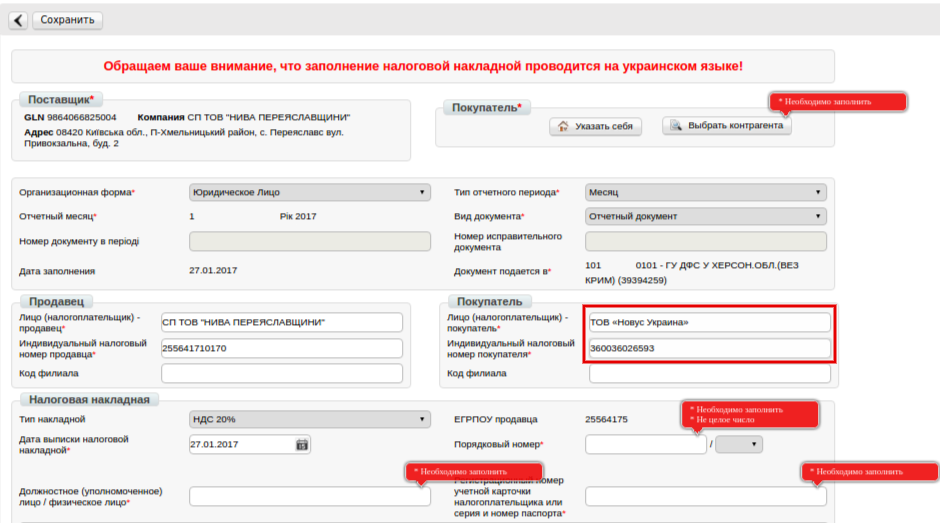 Сохранить
Обращаем ваше внимание, что заполнение налоговой накладной проводится на украинском языке!
Поставщик*
GLN 9864066825004 Компания СП ТОВ "НИВА ПЕРЕЯСЛАВЩИНИ"
Адрес 08420 Київська обл., П-Хмельницький район, с. Переяславс вул.
Привокзальна, буд. 2
Покупатель*
* Необходимо заполнить
Указать себя
Выбрать контрагента
Организационная форма*
Юридическое Лицо
Тип отчетного периода*
Месяц
Отчетный месяц*
1 Рік 2017
Вид документа*
Отчетный документ
Номер документу в періоді
Номер исправительного
документа
Дата заполнения
27.01.2017
Документ подается в*
101 0101 - ГУ ДФС У ХЕРСОН.ОБЛ.(ВЕЗ
КРИМ) (39394259)
Продавец
Лицо (налогоплательщик) -
продавец*
СП ТОВ "НИВА ПЕРЕЯСЛАВЩИНИ"
Индивидуальный налоговый
номер продавца*
255641710170
Код филиала
Покупатель
Лицо (налогоплательщик) -
покупатель*
ТОВ «Новус Украина»
Индивидуальный налоговый
номер покупателя*
360036026593
Код филиала
Налоговая накладная
Тип накладной
НДС 20%
ЕГРПОУ продавца
25564175
* Необходимо заполнить
* Не целое число
Дата выписки налоговой
накладной*
27.01.2017
Порядковый номер*
/
* Необходимо заполнить
* Необходимо заполнить
Должностное (уполномоченное)
лицо / физическое лицо*
Регистрационный номер
учетной карточки
налогоплательщика или
серия и номер паспорта*